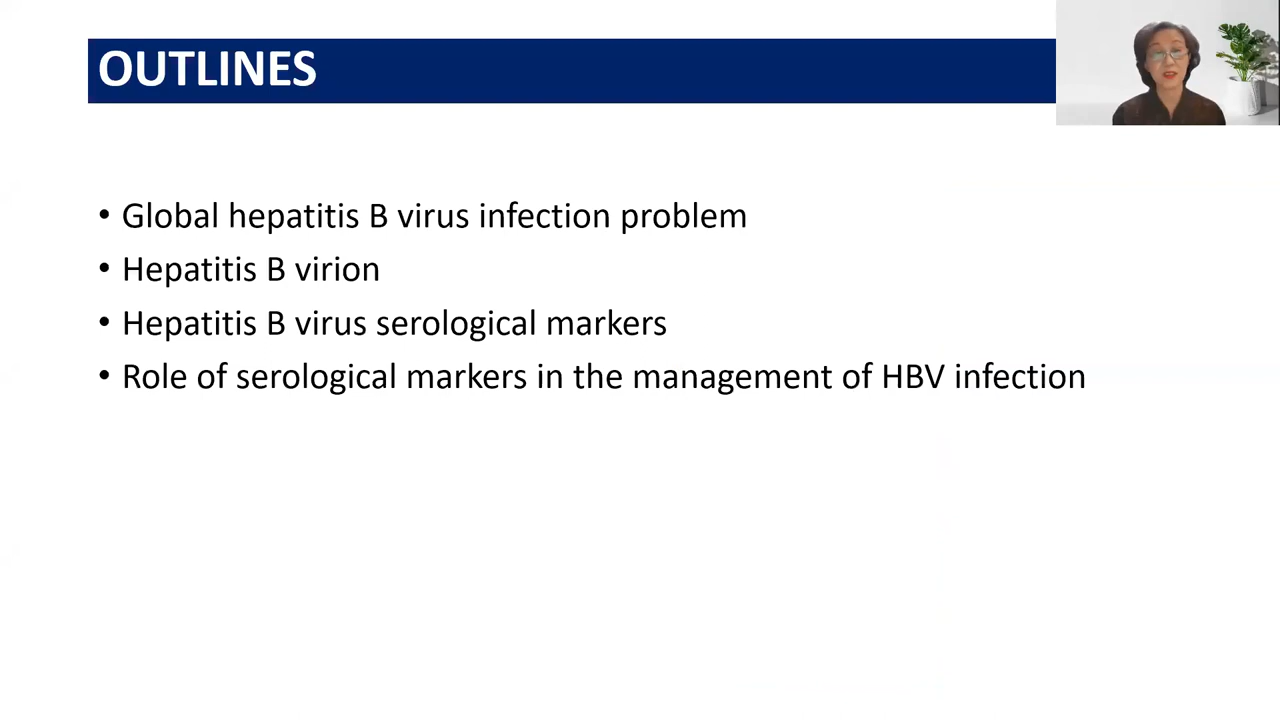 OUTLINES
• Global hepatitis B virus infection problem
• Hepatitis B virion
• Hepatitis B virus serological markers
• Role of serological markers in the management of HBV infection